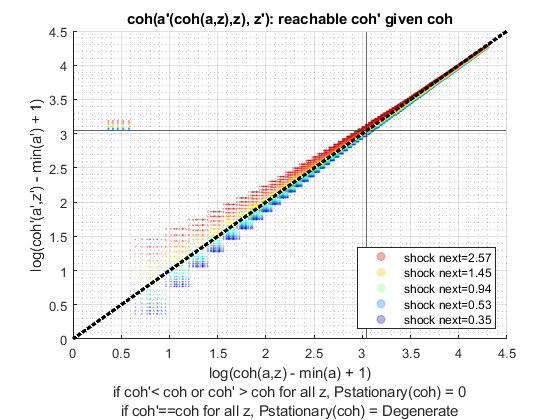 coh(a'(coh(a,z),z), z'): reachable coh' given coh
log(coh'(a',z') - min(a') + 1)
4.5
4
3.5
3
2.5
2
1.5
1
0.5
0
0
0.5
1
1.5
2
2.5
3
3.5
4
4.5
shock next=2.57
shock next=1.45
shock next=0.94
shock next=0.53
shock next=0.35
log(coh(a,z) - min(a) + 1)
if coh'< coh or coh' > coh for all z, Pstationary(coh) = 0
if coh'==coh for all z, Pstationary(coh) = Degenerate